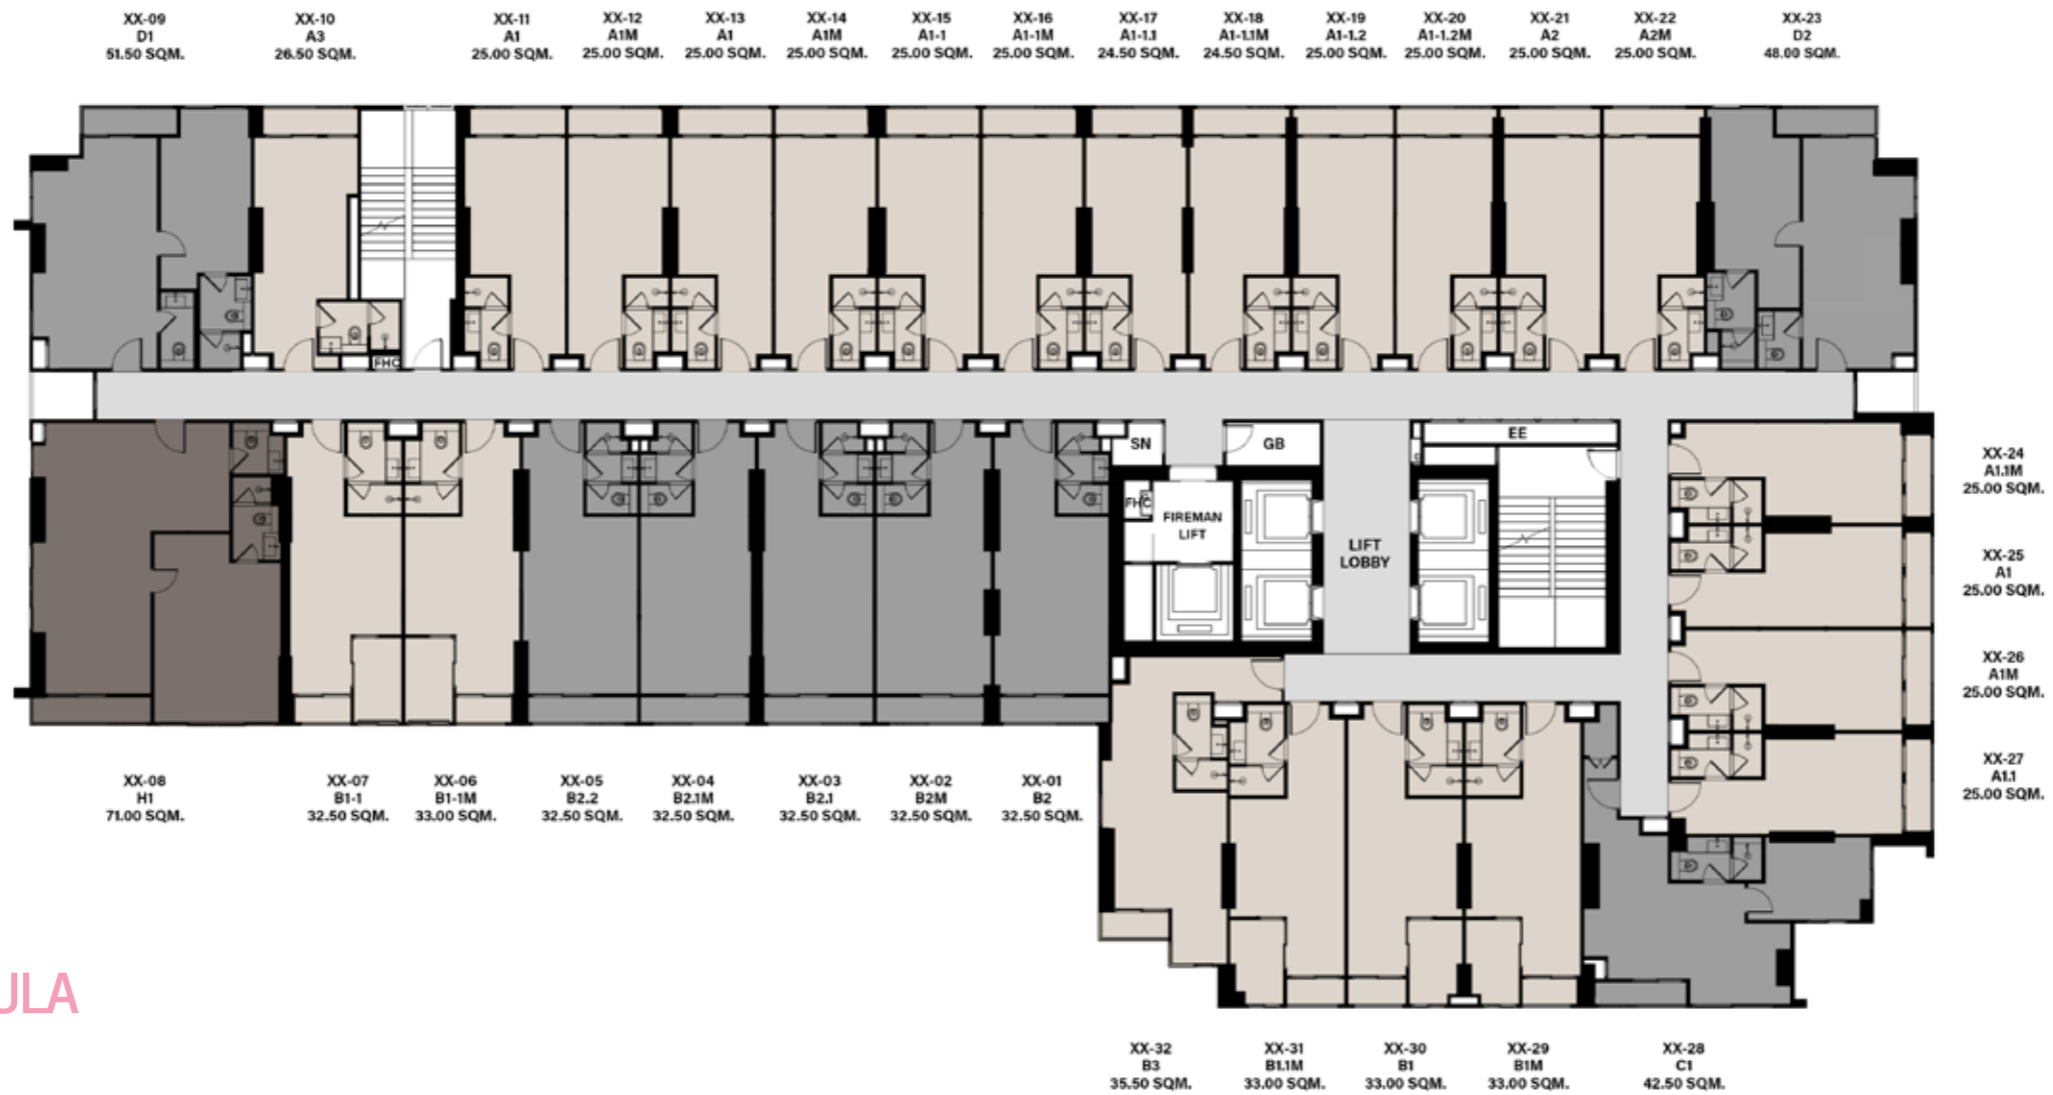 XX-09
D1
51.50 SQM.
XX-10
A3
26.50 SQM.
XX-11
A1
25.00 SQM.
XX-12
A1M
25.00 SQM.
XX-13
A1
25.00 SQM.
XX-14
A1M
25.00 SQM.
XX-15
A1-1
25.00 SQM.
XX-16
A1-1M
25.00 SQM.
XX-17
A1-1.1
24.50 SQM.
XX-18
A1-1.1M
24.50 SQM.
XX-19
A1-1.2
25.00 SQM.
XX-20
A1-1.2M
25.00 SQM.
XX-21
A2
25.00 SQM.
XX-22
A2M
25.00 SQM.
XX-23
D2
48.00 SQM.
FHC
SN
GB
EE
FHC
FIREMAN
LIFT
LIFT
LOBBY
XX-24
A1.1M
25.00 SQM.
XX-25
A1
25.00 SQM.
XX-26
A1M
25.00 SQM.
XX-27
A1.1
25.00 SQM.
XX-08
H1
71.00 SQM.
XX-07
B1-1
32.50 SQM.
XX-06
B1-1M
33.00 SQM.
XX-05
B2.2
32.50 SQM.
XX-04
B2.1M
32.50 SQM.
XX-03
B2.1
32.50 SQM.
XX-02
B2M
32.50 SQM.
XX-01
B2
32.50 SQM.
ULA
XX-32
B3
35.50 SQM.
XX-31
B1.1M
33.00 SQM.
XX-30
B1
33.00 SQM.
XX-29
B1M
33.00 SQM.
XX-28
C1
42.50 SQM.